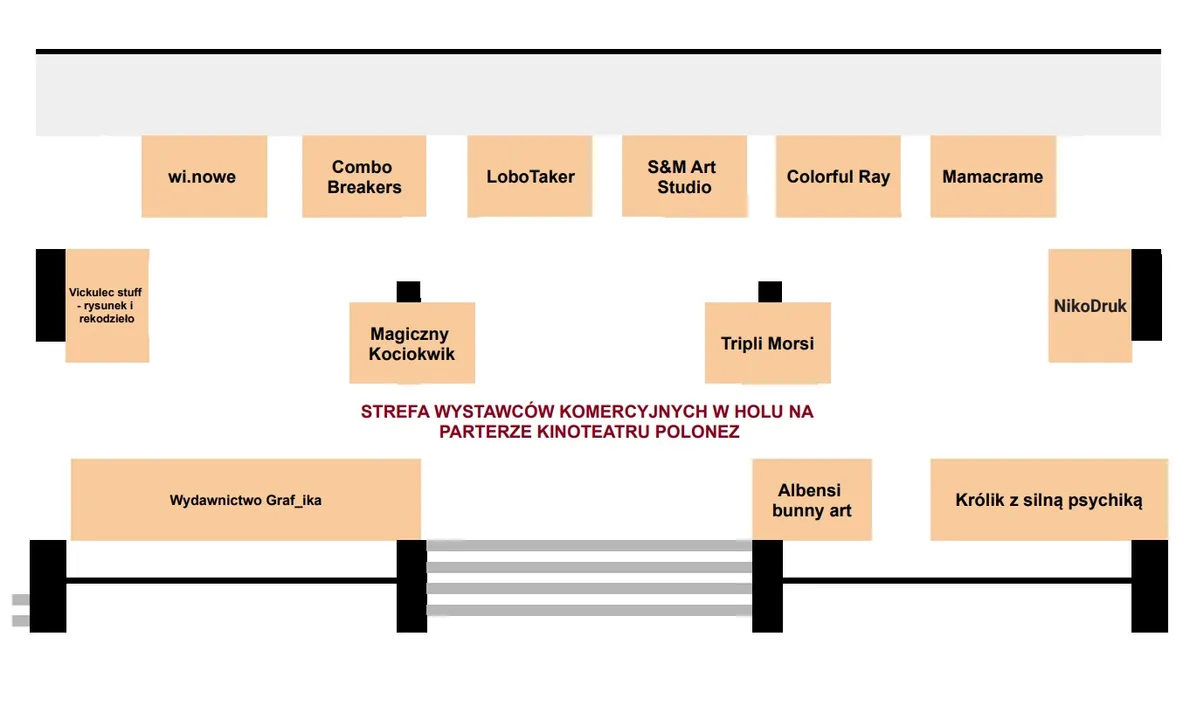 wi.nowe
Combo
Breakers
LoboTaker
S&M Art
Studio
Colorful Ray
Mamacrame
Vickulec stuff
- rysunek i
rekodzieło
Magiczny
Kociokwik
Tripli Morsi
NikoDruk
STREFA WYSTAWCÓW KOMERCYJNYCH W HOLU NA
PARTERZE KINOTEATRU POLONEZ
Wydawnictwo Graf_ika
Albensi
bunny art
Królik z silną psychiką